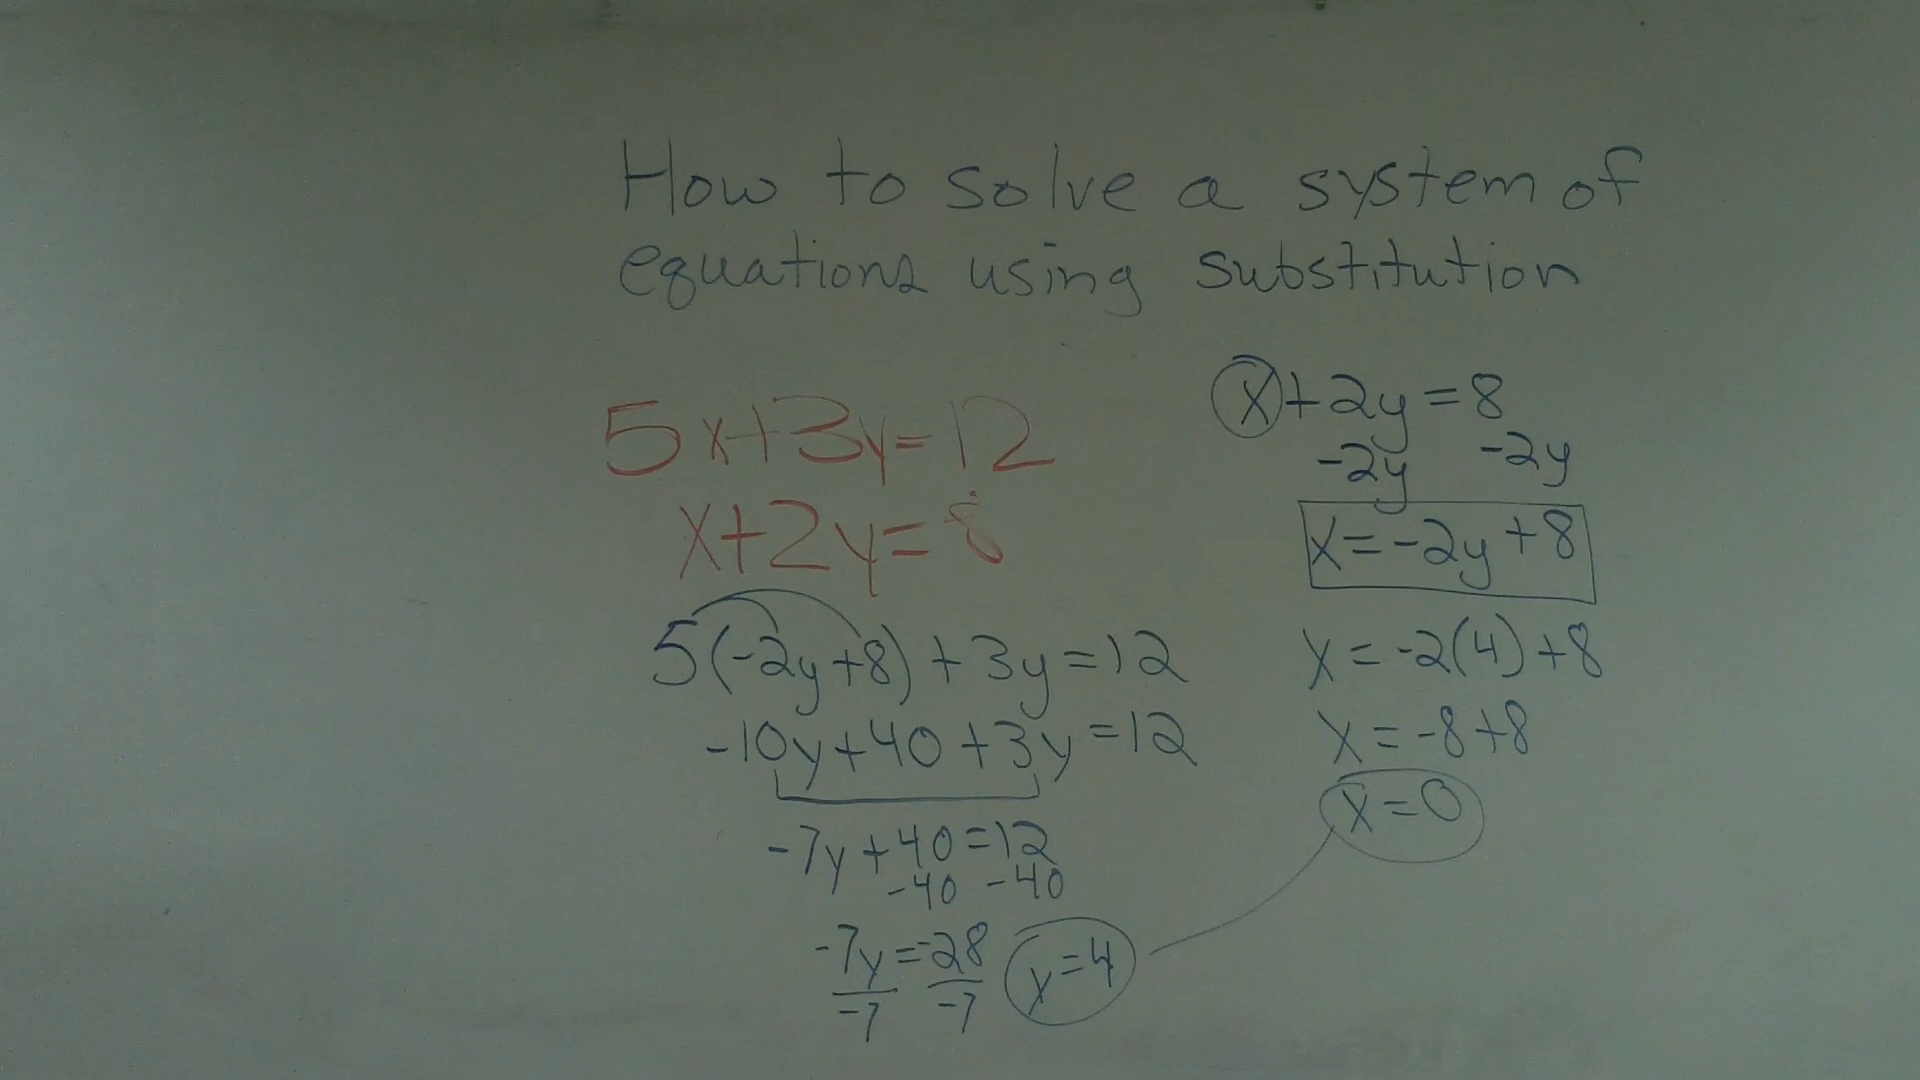 How to solve a system of
equations using substitution
5x+3y=12
x+2y=8
5(-2y+8)+3y=12
-10y+40+3y=12
-7y+40=12
-40 -40
-7y=-28
-7 -7
y=4
x+2y=8
-2y -2y
x=-2y+8
x=-2(4)+8
x=-8+8
x=0